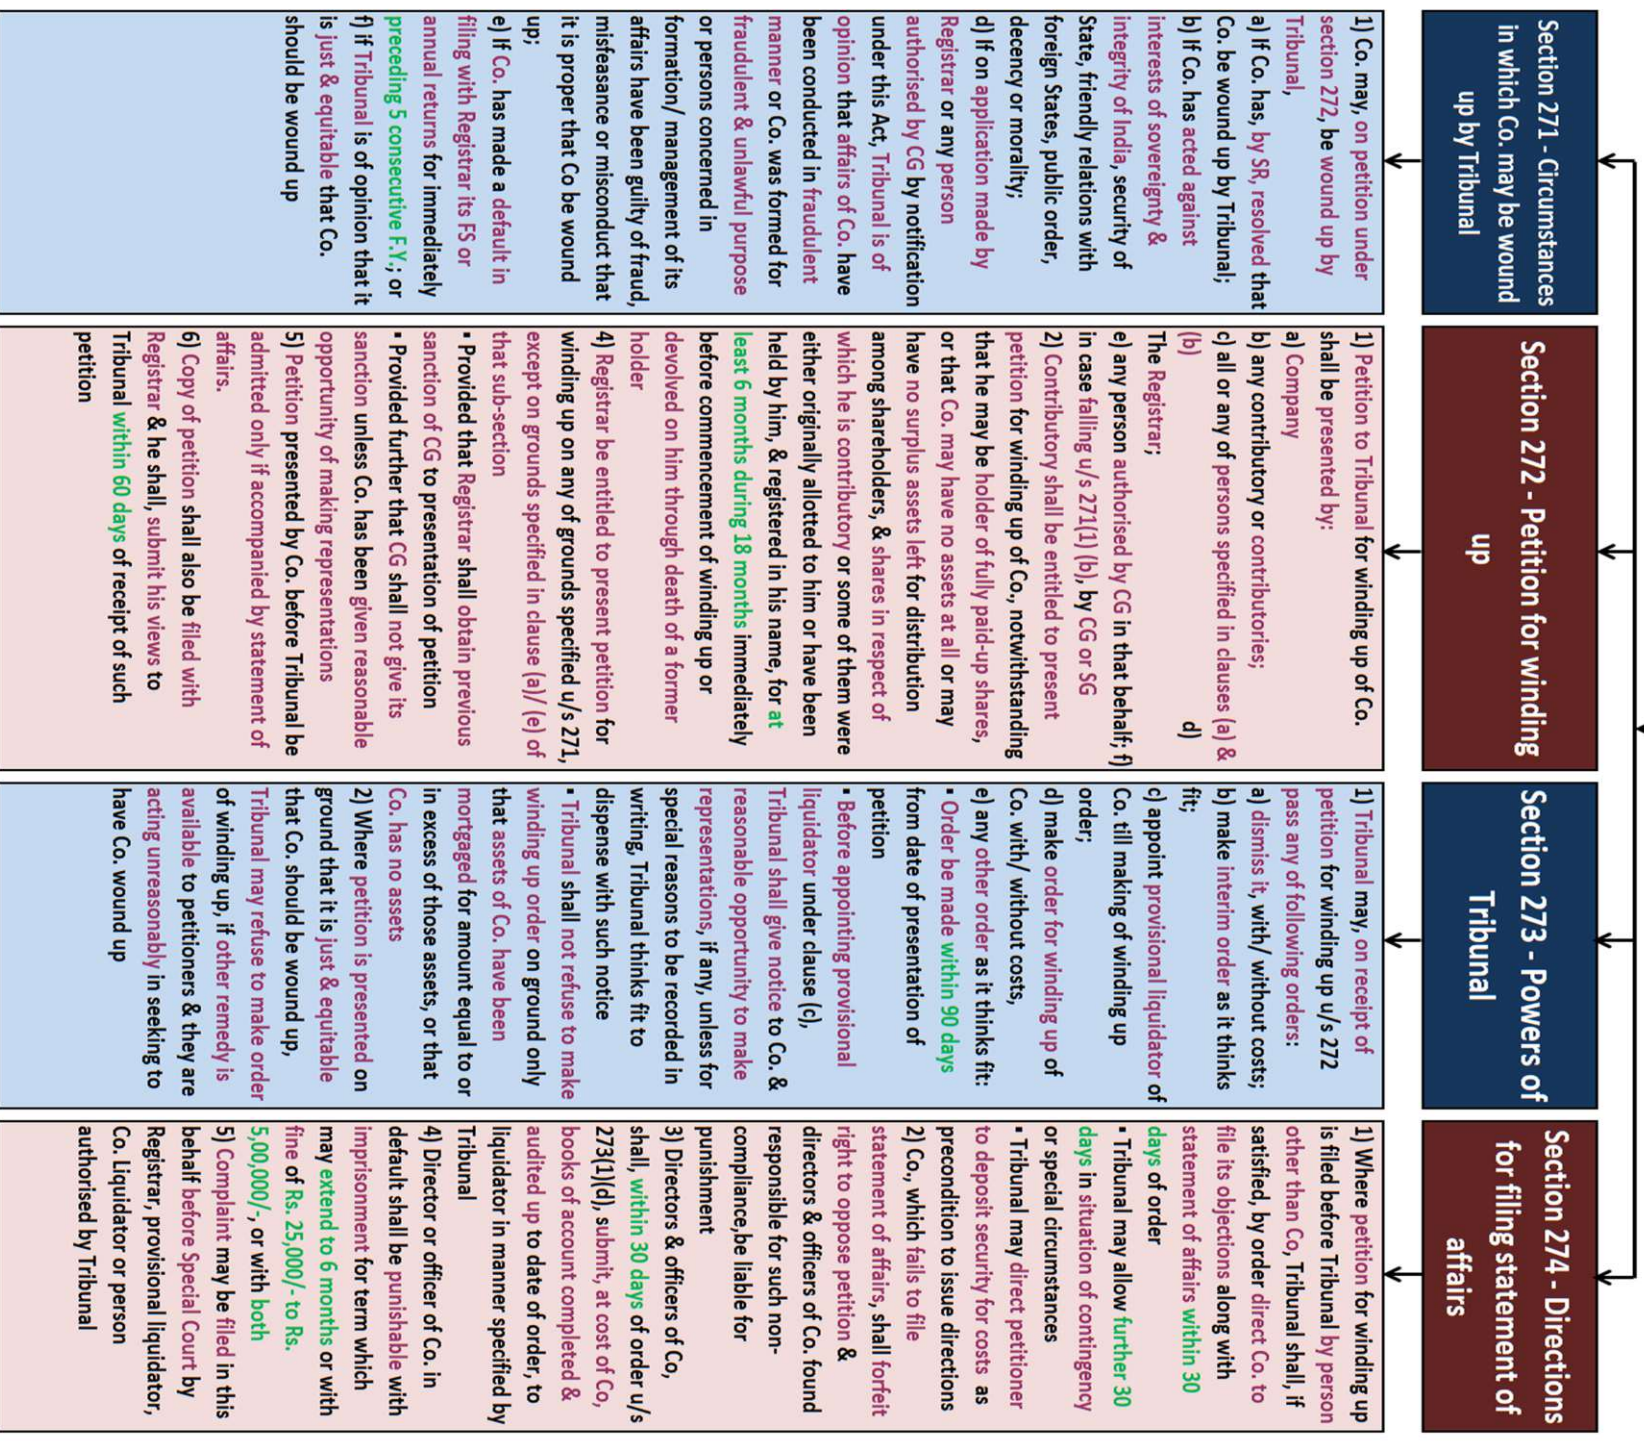 Section 271 - Circumstances
in which Co. may be wound
up by Tribunal
1) Co. may, on petition under
section 272, be wound up by
Tribunal,
a) If Co. has, by SR, resolved that
Co. be wound up by Tribunal;
b) If Co. has acted against
interests of sovereignty &
integrity of India, security of
State, friendly relations with
foreign States, public order,
decency or morality;
d) If on application made by
Registrar or any person
authorised by CG by notification
under this Act, Tribunal is of
opinion that affairs of Co. have
been conducted in fraudulent
manner or Co. was formed for
fraudulent & unlawful purpose
or persons concerned in
formation/ management of its
affairs have been guilty of fraud,
misfeasance or misconduct that
it is proper that Co be wound
up;
e) If Co. has made a default in
filing with Registrar its FS or
annual returns for immediately
preceding 5 consecutive F.Y.; or
f) if Tribunal is of opinion that it
is just & equitable that Co.
should be wound up
Section 272 - Petition for winding
up
1) Petition to Tribunal for winding up of Co.
shall be presented by:
a) Company
b) any contributory or contributories;
c) all or any of persons specified in clauses (a) &
(b) d)
The Registrar;
e) any person authorised by CG in that behalf; f)
in case falling u/s 271(1) (b), by CG or SG
2) Contributory shall be entitled to present
petition for winding up of Co., notwithstanding
that he may be holder of fully paid-up shares,
or that Co. may have no assets at all or may
have no surplus assets left for distribution
among shareholders, & shares in respect of
which he is contributory or some of them were
either originally allotted to him or have been
held by him, & registered in his name, for at
least 6 months during 18 months immediately
before commencement of winding up or
devolved on him through death of a former
holder
4) Registrar be entitled to present petition for
winding up on any of grounds specified u/s 271,
except on grounds specified in clause (a)/ (e) of
that sub-section
▪ Provided that Registrar shall obtain previous
sanction of CG to presentation of petition
▪ Provided further that CG shall not give its
sanction unless Co. has been given reasonable
opportunity of making representations
5) Petition presented by Co. before Tribunal be
admitted only if accompanied by statement of
affairs.
6) Copy of petition shall also be filed with
Registrar & he shall, submit his views to
Tribunal within 60 days of receipt of such
petition
Section 273 - Powers of
Tribunal
1) Tribunal may, on receipt of
petition for winding up u/s 272
pass any of following orders:
a) dismiss it, with/ without costs;
b) make interim order as it thinks
fit;
c) appoint provisional liquidator of
Co. till making of winding up
order;
d) make order for winding up of
Co. with/ without costs,
e) any other order as it thinks fit:
▪ Order be made within 90 days
from date of presentation of
petition
▪ Before appointing provisional
liquidator under clause (c),
Tribunal shall give notice to Co. &
reasonable opportunity to make
representations, if any, unless for
special reasons to be recorded in
writing, Tribunal thinks fit to
dispense with such notice
▪ Tribunal shall not refuse to make
winding up order on ground only
that assets of Co. have been
mortgaged for amount equal to or
in excess of those assets, or that
Co. has no assets
2) Where petition is presented on
ground that it is just & equitable
that Co. should be wound up,
Tribunal may refuse to make order
of winding up, if other remedy is
available to petitioners & they are
acting unreasonably in seeking to
have Co. wound up
Section 274 - Directions
for filing statement of
affairs
1) Where petition for winding up
is filed before Tribunal by person
other than Co, Tribunal shall, if
satisfied, by order direct Co. to
file its objections along with
statement of affairs within 30
days of order
▪ Tribunal may allow further 30
days in situation of contingency
or special circumstances
▪ Tribunal may direct petitioner
to deposit security for costs as
precondition to issue directions
2) Co., which fails to file
statement of affairs, shall forfeit
right to oppose petition &
directors & officers of Co. found
responsible for such non-
compliance,be liable for
punishment
3) Directors & officers of Co,
shall, within 30 days of order u/s
273(1)(d), submit, at cost of Co,
books of account completed &
audited up to date of order, to
liquidator in manner specified by
Tribunal
4) Director or officer of Co. in
default shall be punishable with
imprisonment for term which
may extend to 6 months or with
fine of Rs. 25,000/- to Rs.
5,00,000/-, or with both
5) Complaint may be filed in this
behalf before Special Court by
Registrar, provisional liquidator,
Co. Liquidator or person
authorised by Tribunal